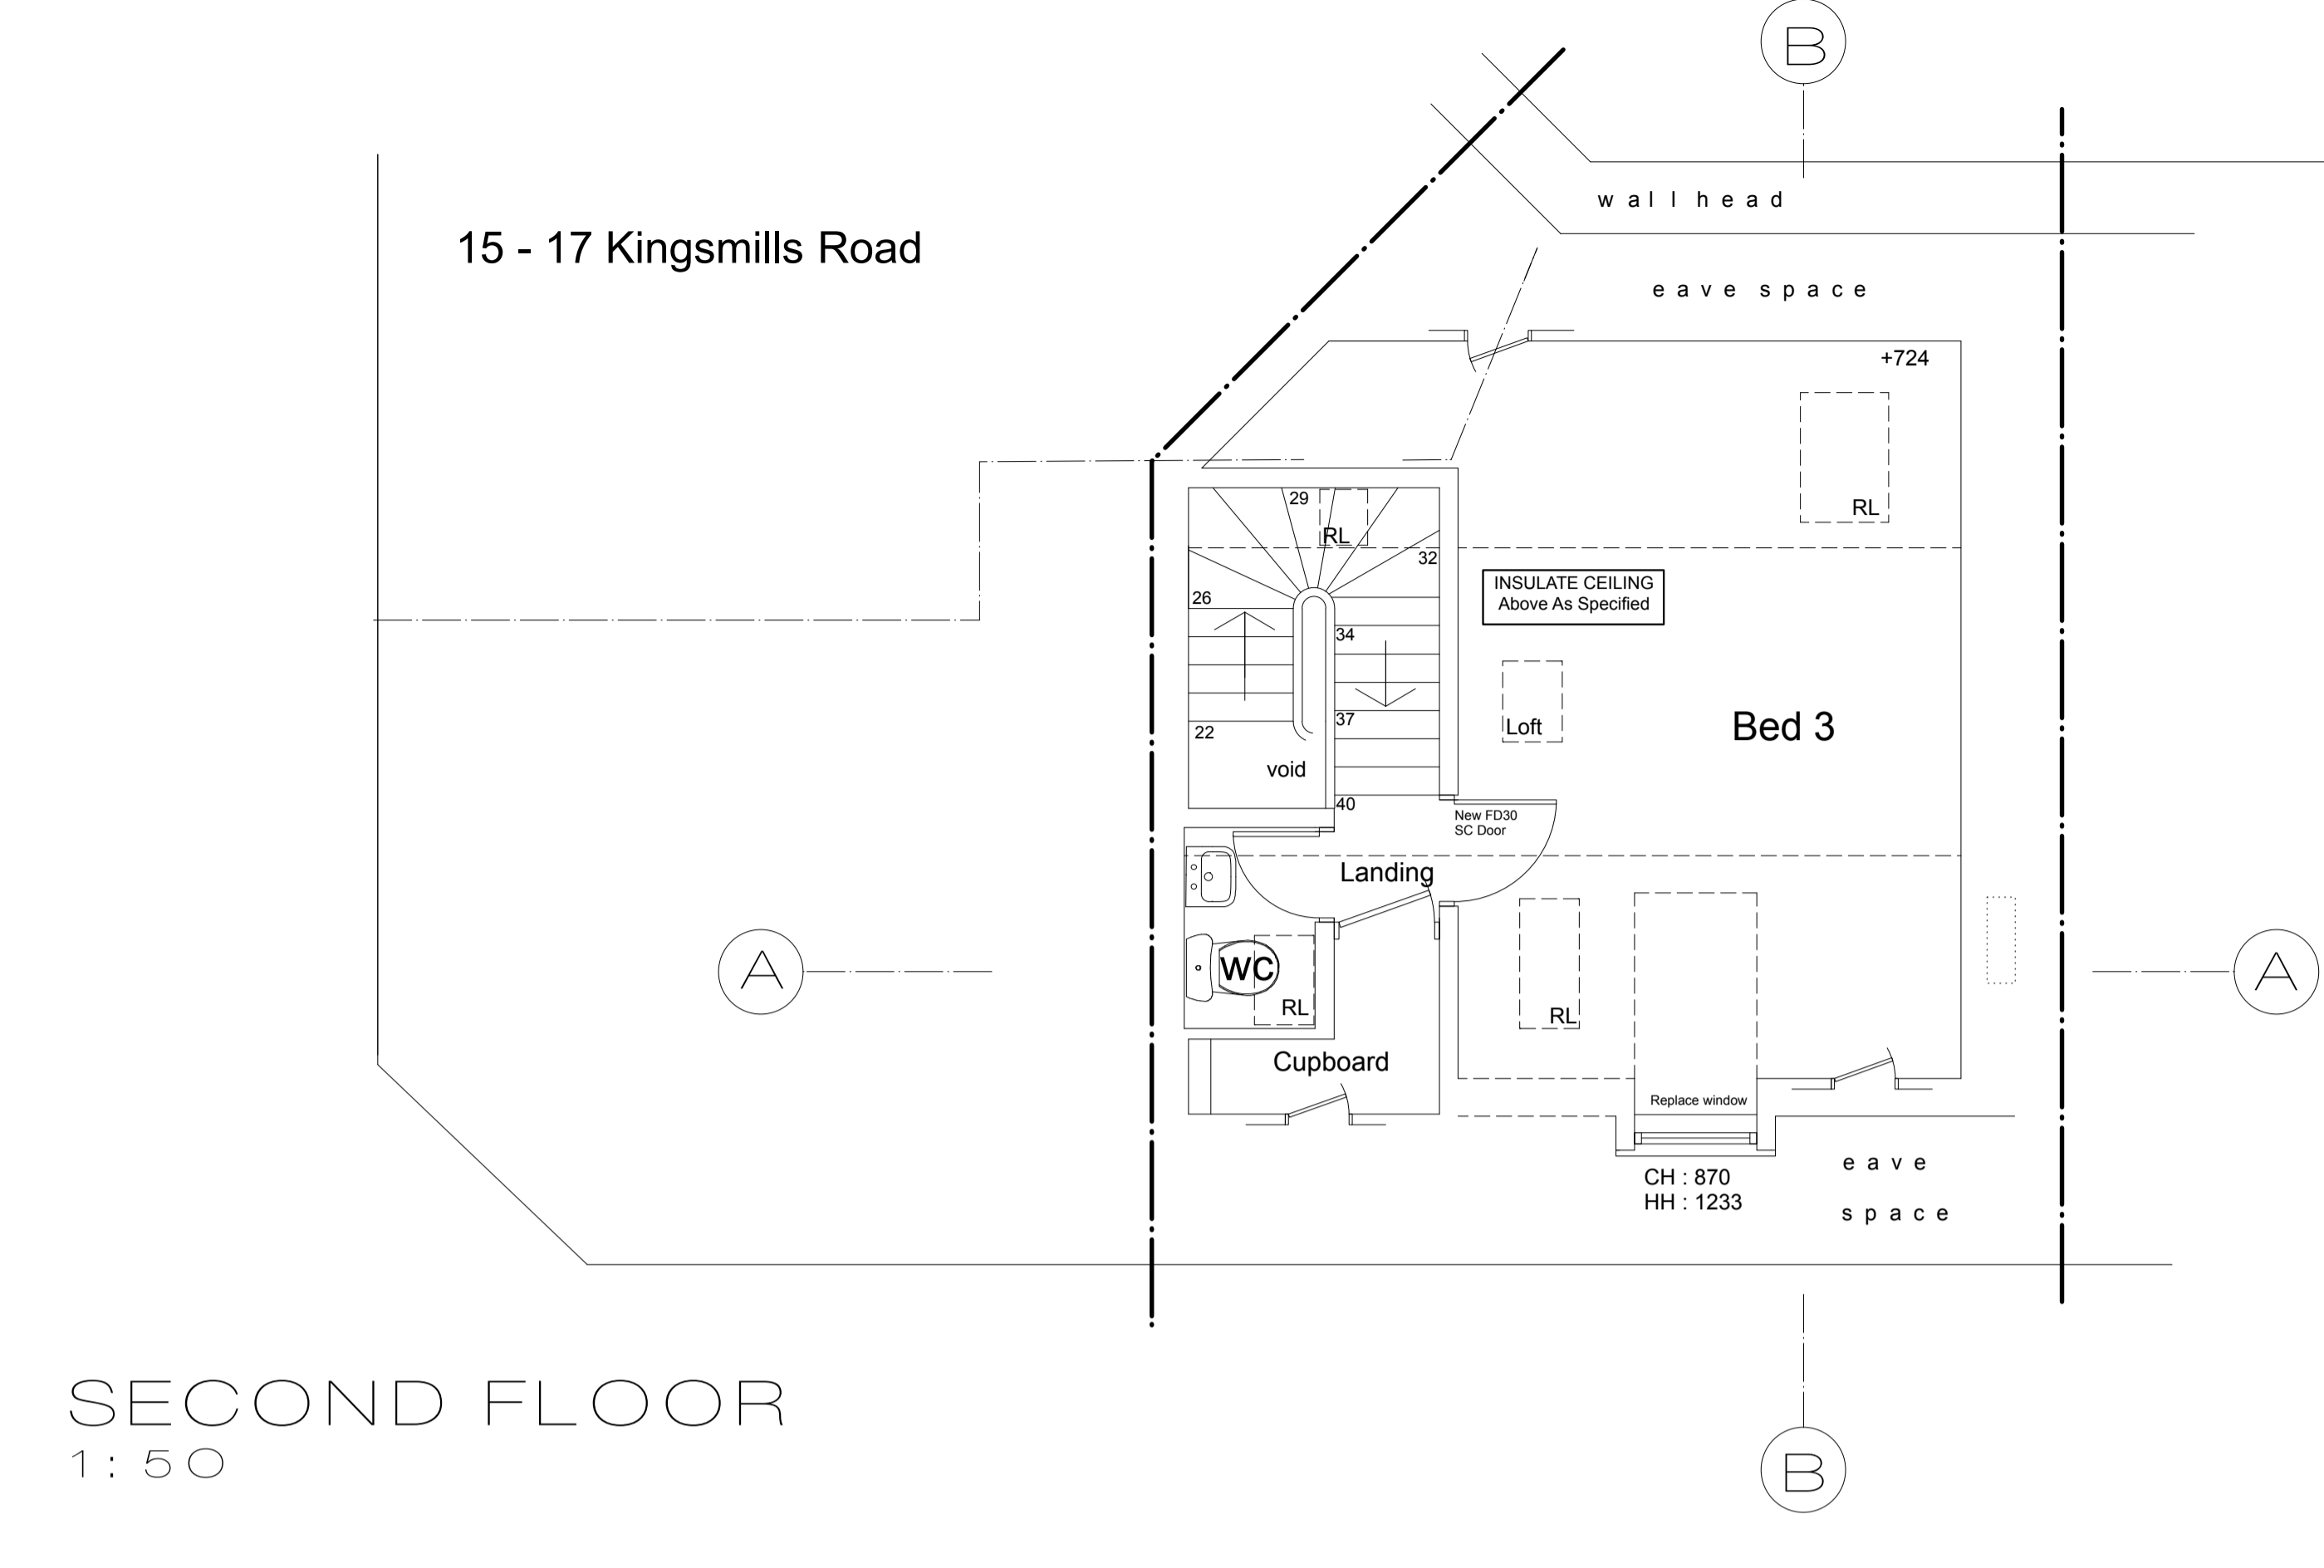 B
15 - 17 Kingsmills Road
wall head
eave space
+724
29
RL
RL
32
INSULATE CEILING
Above As Specified
26
34
Loft
Bed 3
37
22
void
40
New FD30
SC Door
Landing
A
WC
A
RL
RL
Cupboard
Replace window
CH : 870
HH : 1233
eave
space
SECOND FLOOR
1:50
B